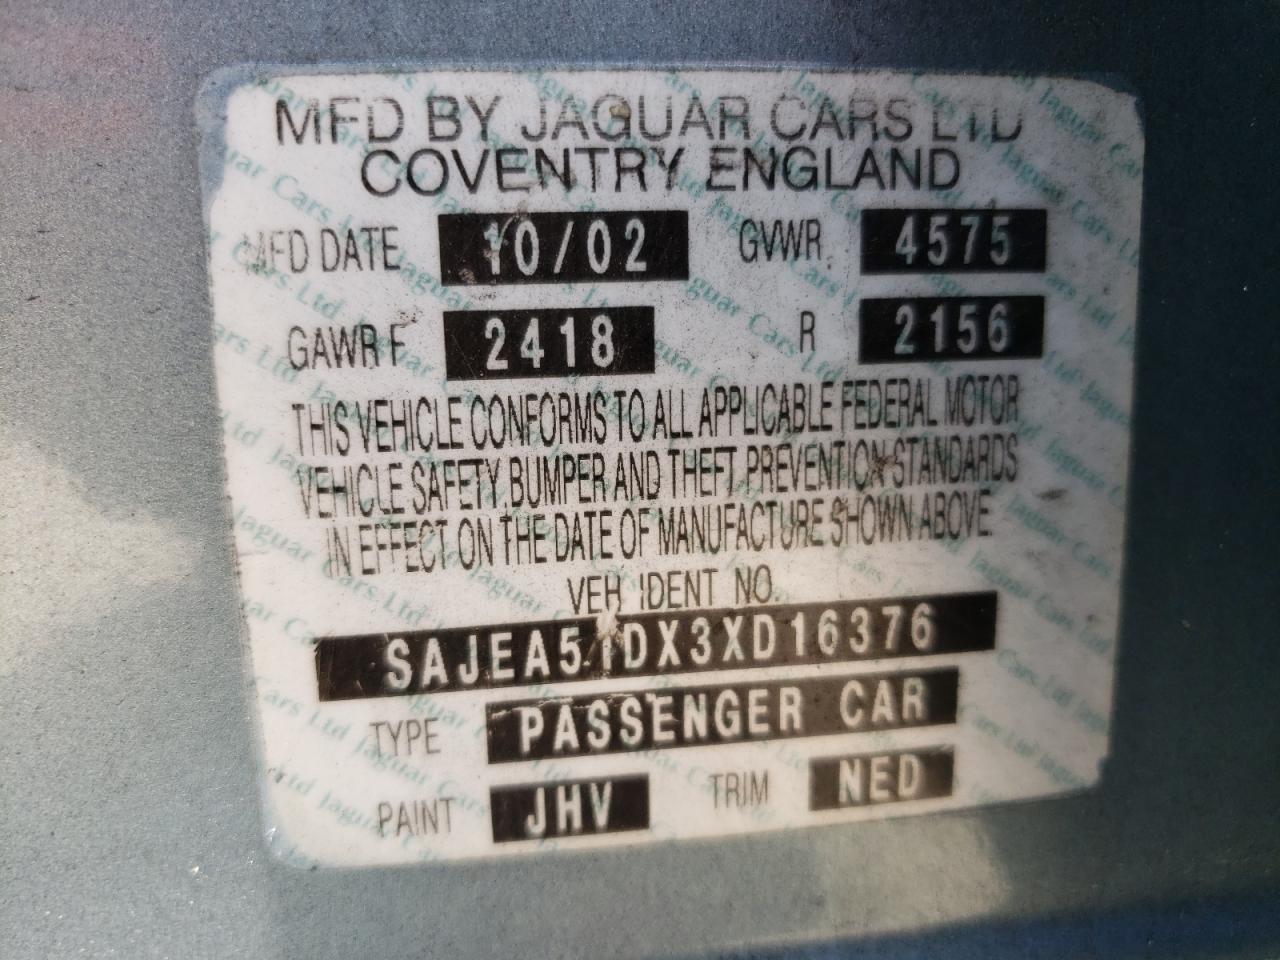 MFD BY JAGUAR CARS LTD
COVENTRY ENGLAND
MFD DATE 10/02 GVWR. 4575
GAWR F 2418 R 2156
THIS VEHICLE CONFORMS TO ALL APPLICABLE FEDERAL MOTOR
VEHICLE SAFETY, BUMPER AND THEFT PREVENTION STANDARDS
IN EFFECT ON THE DATE OF MANUFACTURE SHOWN ABOVE
VEH IDENT NO.
SAJEA51DX3XD16376
TYPE PASSENGER CAR
PAINT JHV TRIM NED